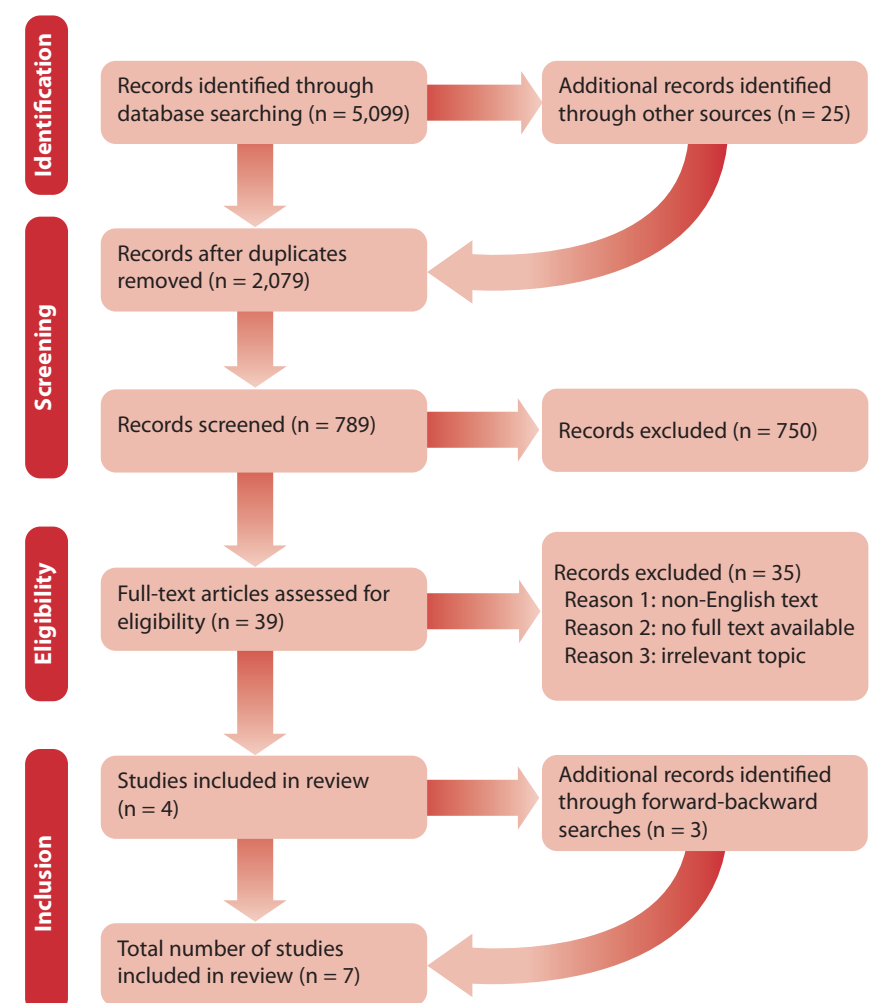 Identification
Records identified through
database searching (n = 5,099)
Additional records identified
through other sources (n = 25)
Screening
Records after duplicates
removed (n = 2,079)
Records screened (n = 789)
Records excluded (n = 750)
Eligibility
Full-text articles assessed for
eligibility (n = 39)
Records excluded (n = 35)
Reason 1: non-English text
Reason 2: no full text available
Reason 3: irrelevant topic
Inclusion
Studies included in review
(n = 4)
Additional records identified
through forward-backward
searches (n = 3)
Total number of studies
included in review (n = 7)